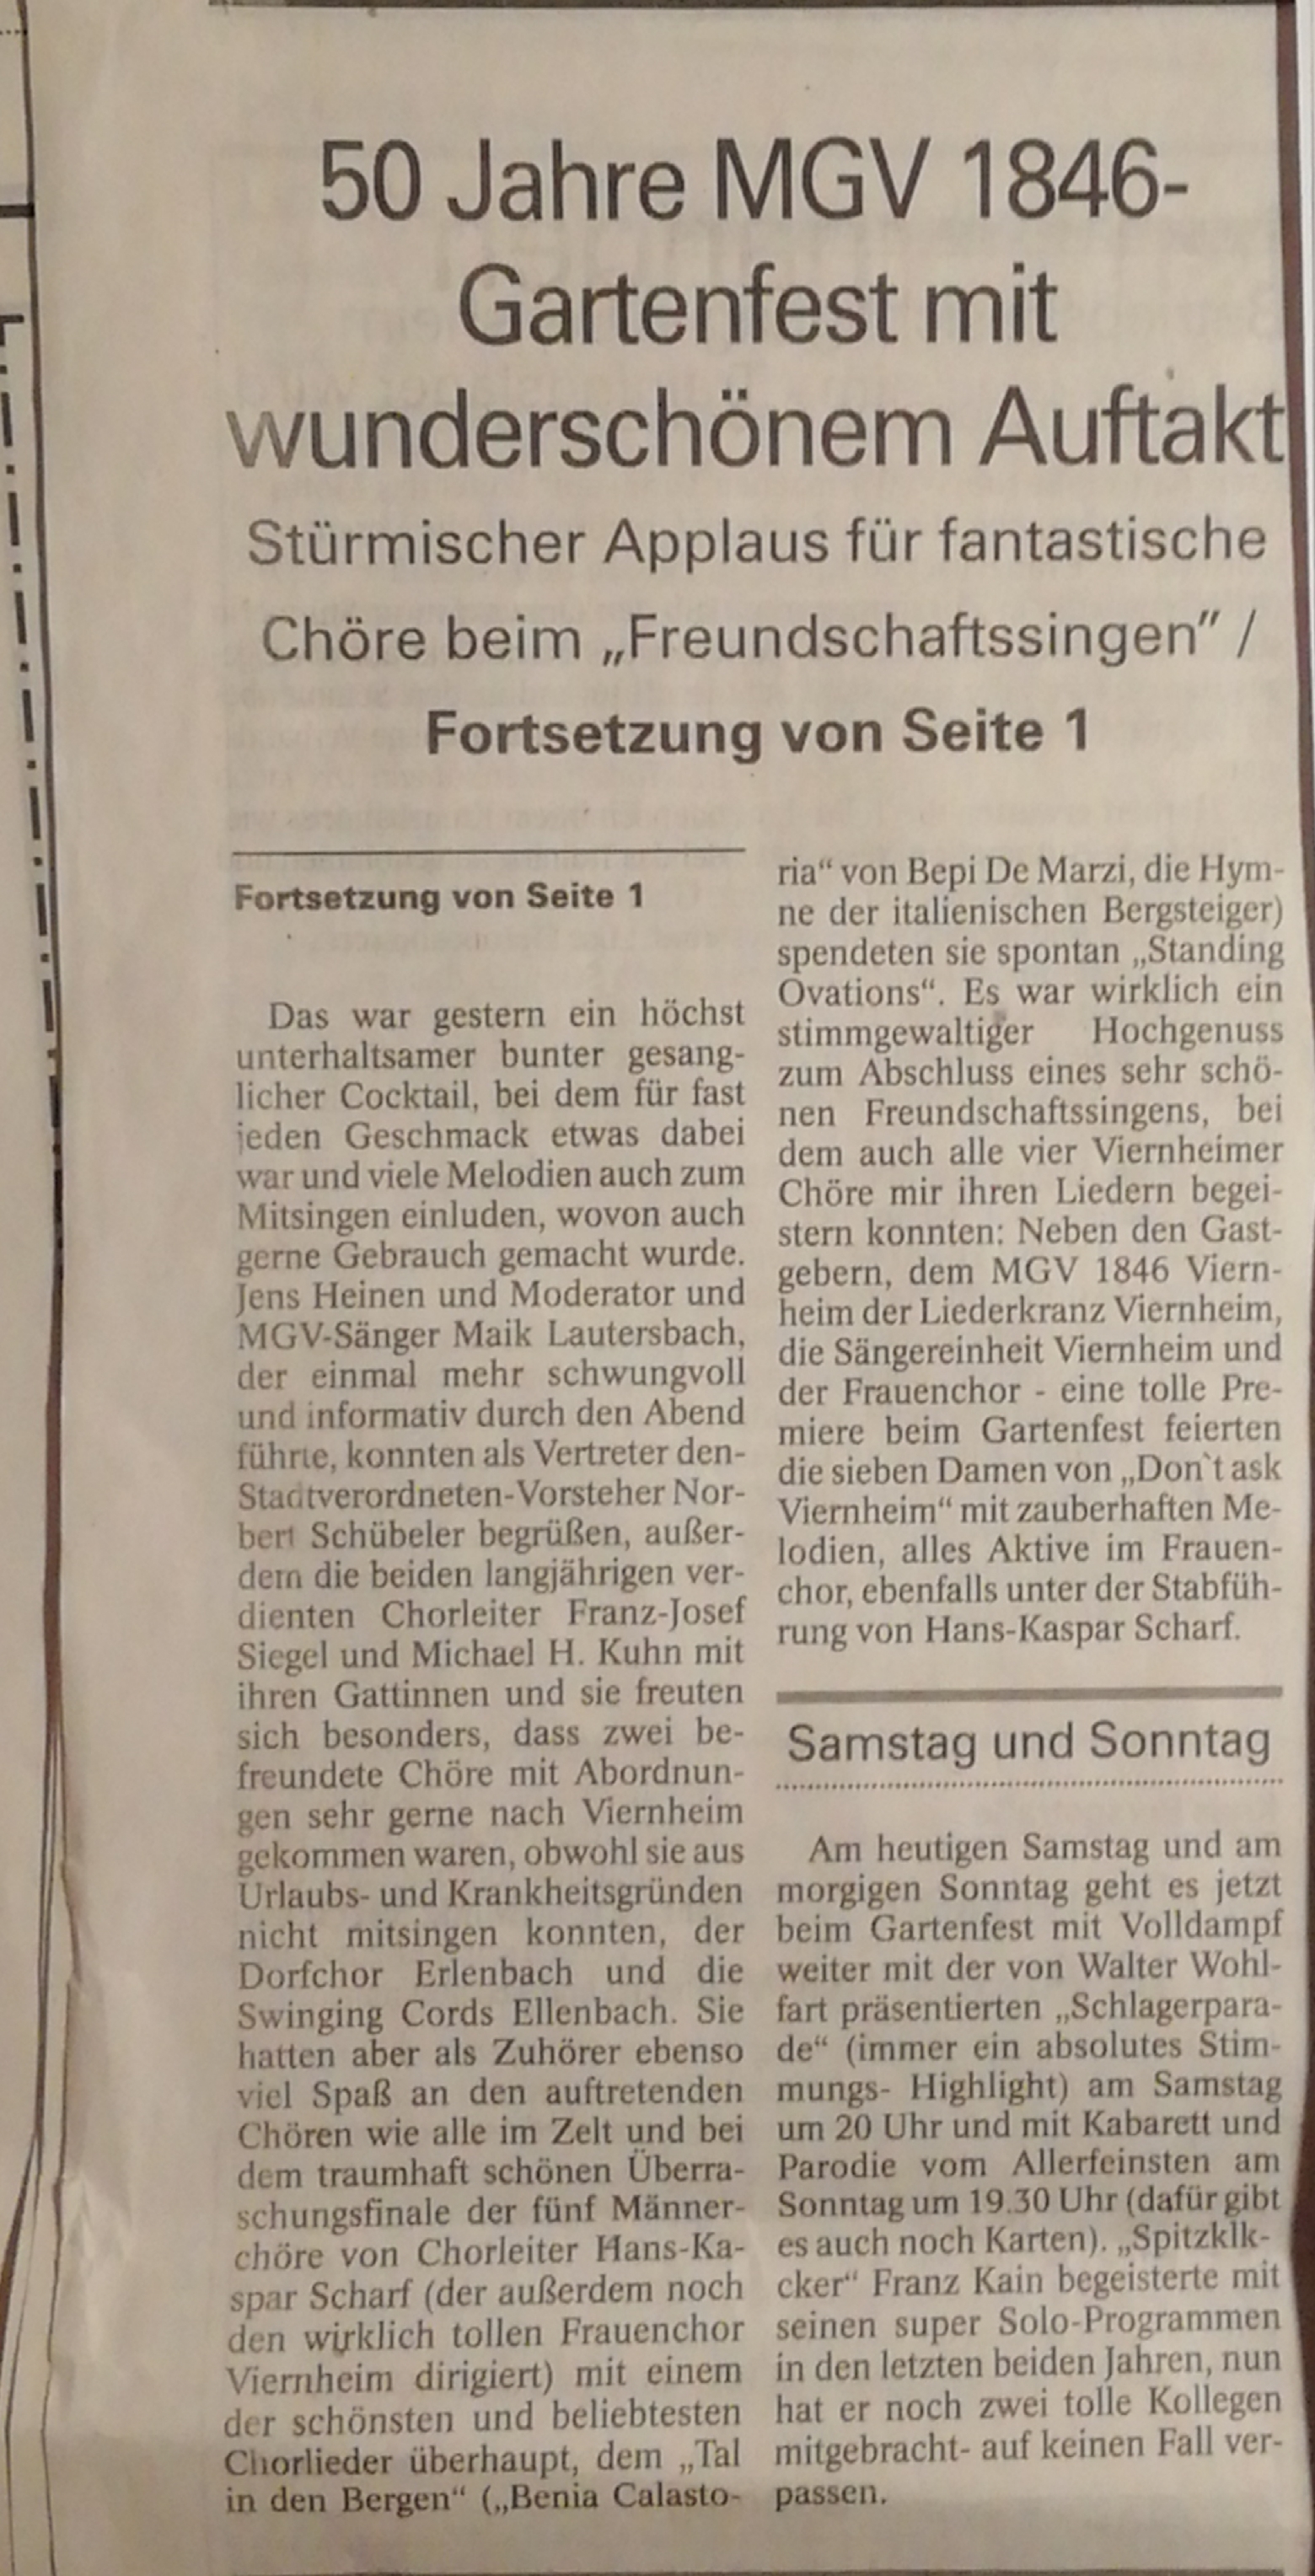 50 Jahre MGV 1846-
Gartenfest mit
wunderschönem Auftakt
Stürmischer Applaus für fantastische
Chöre beim „Freundschaftssingen" /
Fortsetzung von Seite 1
Fortsetzung von Seite 1
Das war gestern ein höchst
unterhaltsamer bunter gesang-
licher Cocktail, bei dem für fast
jeden Geschmack etwas dabei
war und viele Melodien auch zum
Mitsingen einluden, wovon auch
gerne Gebrauch gemacht wurde.
Jens Heinen und Moderator und
MGV-Sänger Maik Lautersbach,
der einmal mehr schwungvoll
und informativ durch den Abend
führte, konnten als Vertreter den-
Stadtverordneten-Vorsteher Nor-
bert Schübeler begrüßen, außer-
dem die beiden langjährigen ver-
dienten Chorleiter Franz-Josef
Siegel und Michael H. Kuhn mit
ihren Gattinnen und sie freuten
sich besonders, dass zwei be-
freundete Chöre mit Abordnun-
gen sehr gerne nach Viernheim
gekommen waren, obwohl sie aus
Urlaubs- und Krankheitsgründen
nicht mitsingen konnten, der
Dorfchor Erlenbach und die
Swinging Cords Ellenbach. Sie
hatten aber als Zuhörer ebenso
viel Spaß an den auftretenden
Chören wie alle im Zelt und bei
dem traumhaft schönen Überra-
schungsfinale der fünf Männer-
chöre von Chorleiter Hans-Ka-
spar Scharf (der außerdem noch
den wirklich tollen Frauenchor
Viernheim dirigiert) mit einem
der schönsten und beliebtesten
Chorlieder überhaupt, dem „Tal
in den Bergen“ („Benia Calasto-
ria“ von Bepi De Marzi, die Hym-
ne der italienischen Bergsteiger)
spendeten sie spontan „Standing
Ovations“. Es war wirklich ein
stimmgewaltiger Hochgenuss
zum Abschluss eines sehr schö-
nen Freundschaftssingens, bei
dem auch alle vier Viernheimer
Chöre mir ihren Liedern begei-
stern konnten: Neben den Gast-
gebern, dem MGV 1846 Viern-
heim der Liederkranz Viernheim,
die Sängereinheit Viernheim und
der Frauenchor - eine tolle Pre-
miere beim Gartenfest feierten
die sieben Damen von „Don`t ask
Viernheim“ mit zauberhaften Me-
lodien, alles Aktive im Frauen-
chor, ebenfalls unter der Stabfüh-
rung von Hans-Kaspar Scharf.
Samstag und Sonntag
Am heutigen Samstag und am
morgigen Sonntag geht es jetzt
beim Gartenfest mit Volldampf
weiter mit der von Walter Wohl-
fart präsentierten „Schlagerpara-
de“ (immer ein absolutes Stim-
mungs- Highlight) am Samstag
um 20 Uhr und mit Kabarett und
Parodie vom Allerfeinsten am
Sonntag um 19.30 Uhr (dafür gibt
es auch noch Karten). „Spitzklk-
cker“ Franz Kain begeisterte mit
seinen super Solo-Programmen
in den letzten beiden Jahren, nun
hat er noch zwei tolle Kollegen
mitgebracht- auf keinen Fall ver-
passen.